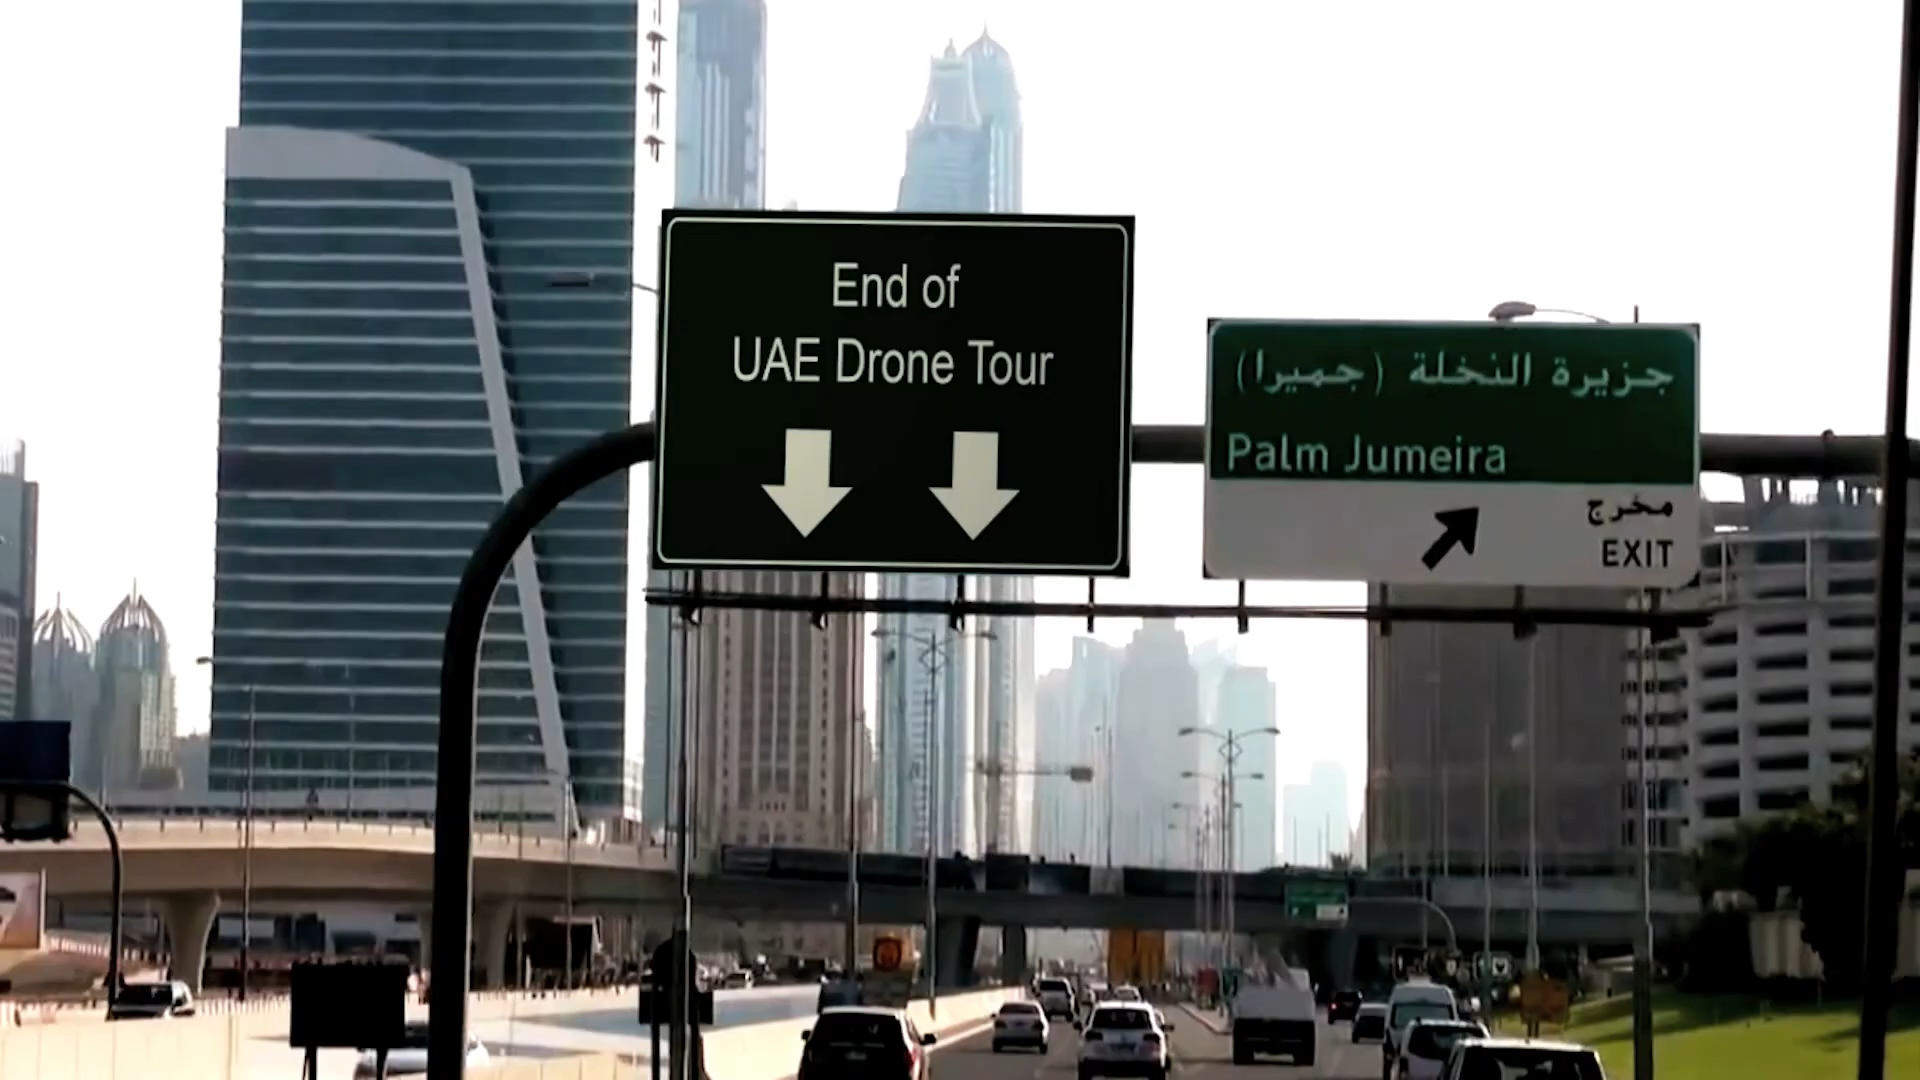 End of
UAE Drone Tour
جزيرة النخلة (جميرا)
Palm Jumeira
مخرج
EXIT